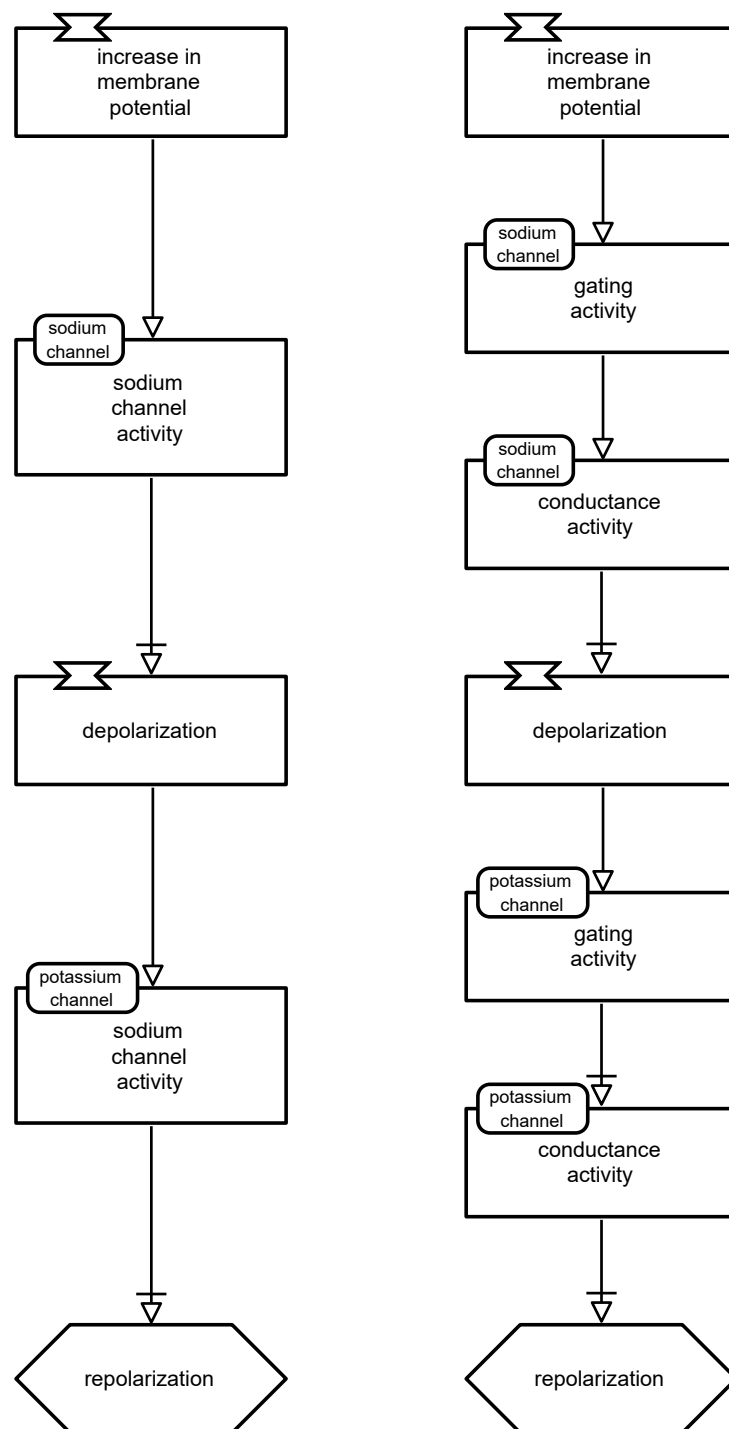 increase in
membrane
potential
sodium
channel
sodium
channel
activity
depolarization
potassium
channel
sodium
channel
activity
repolarization
increase in
membrane
potential
sodium
channel
gating
activity
sodium
channel
conductance
activity
depolarization
potassium
channel
gating
activity
potassium
channel
conductance
activity
repolarization